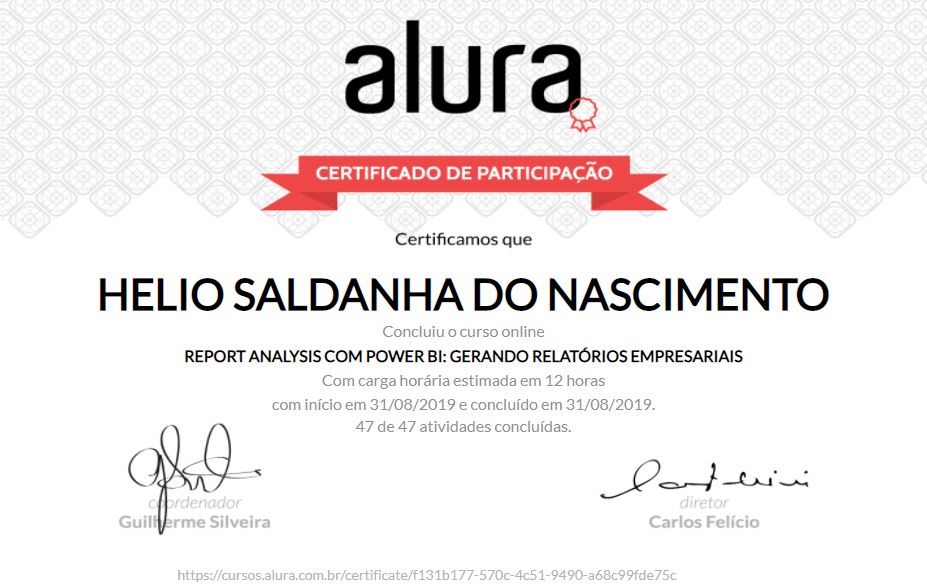 alura
CERTIFICADO DE PARTICIPAÇÃO
Certificamos que
HELIO SALDANHA DO NASCIMENTO
Concluiu o curso online
REPORT ANALYSIS COM POWER BI: GERANDO RELATÓRIOS EMPRESARIAIS
Com carga horária estimada em 12 horas
com início em 31/08/2019 e concluído em 31/08/2019.
47 de 47 atividades concluídas.
coordenador
Guilherme Silveira
diretor
Carlos Felício
https://cursos.alura.com.br/certificate/f131b177-570c-4c51-9490-a68c99fde75c